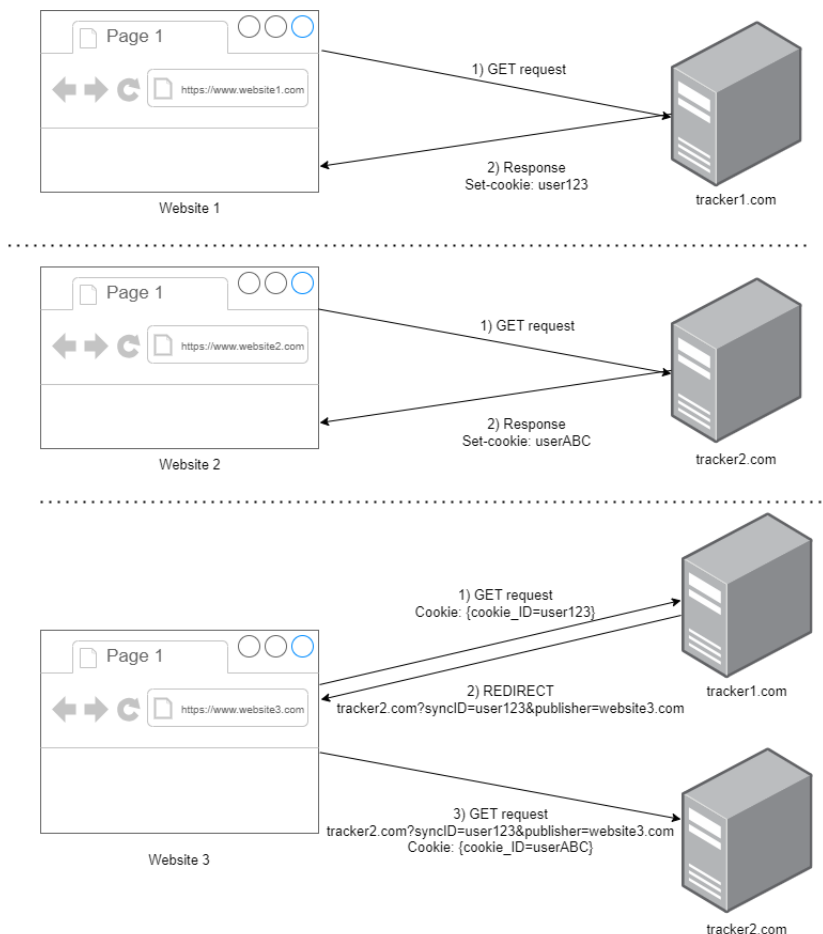 Page 1
https://www.website1.com
1) GET request
2) Response
Set-cookie: user123
tracker1.com
Website 1
Page 1
https://www.website2.com
1) GET request
2) Response
Set-cookie: userABC
tracker2.com
Website 2
1) GET request
Cookie: {cookie_ID=user123}
Page 1
https://www.website3.com
2) REDIRECT
tracker2.com?syncID=user123&publisher=website3.com
tracker1.com
3) GET request
tracker2.com?syncID=user123&publisher=website3.com
Cookie: {cookie_ID=userABC}
Website 3
tracker2.com